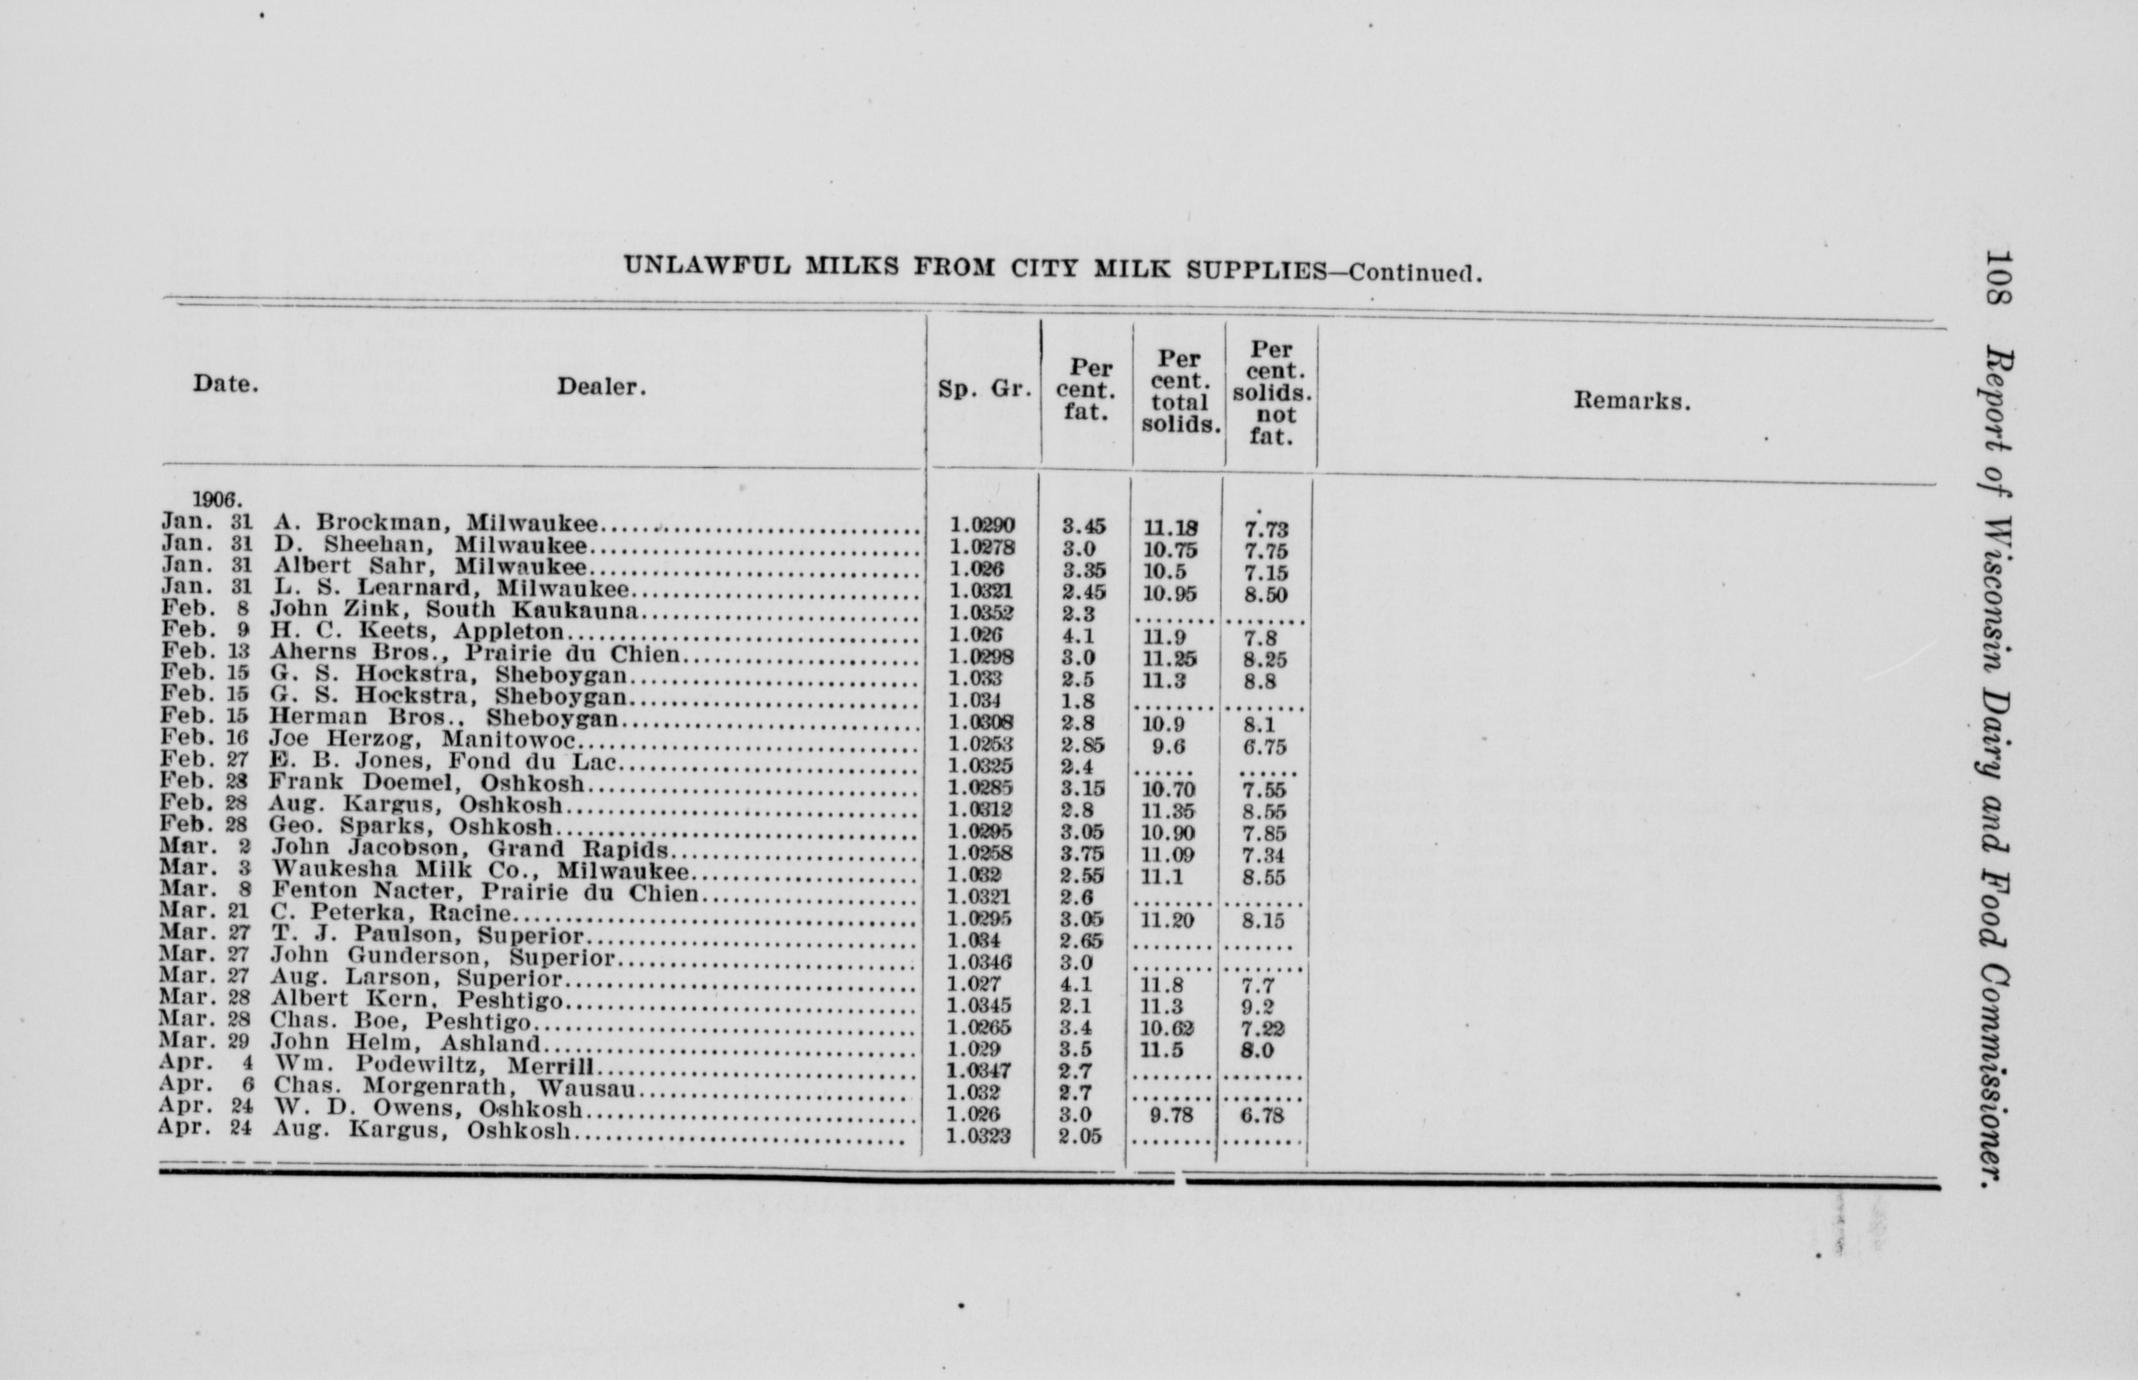 108 Report of Wisconsin Dairy and Food Commissioner.
UNLAWFUL MILKS FROM CITY MILK SUPPLIES—Continued.
Date. Dealer. Sp. Gr. Per cent. fat. Per cent. total solids. Per cent. solids. not fat. Remarks.
1906.
Jan. 31 A. Brockman, Milwaukee 1.0290 3.45 11.18 7.73
Jan. 31 D. Sheehan, Milwaukee 1.0278 3.0 10.75 7.75
Jan. 31 Albert Sahr, Milwaukee 1.026 3.35 10.5 7.15
Jan. 31 L. S. Learnard, Milwaukee 1.0321 2.45 10.95 8.50
Feb. 8 John Zink, South Kaukauna 1.0352 2.3 ........ ........
Feb. 9 H. C. Keets, Appleton 1.026 4.1 11.9 7.8
Feb. 13 Aherns Bros., Prairie du Chien 1.0298 3.0 11.25 8.25
Feb. 15 G. S. Hockstra, Sheboygan 1.033 2.5 11.3 8.8
Feb. 15 G. S. Hockstra, Sheboygan 1.034 1.8 ........ ........
Feb. 15 Herman Bros., Sheboygan 1.0308 2.8 10.9 8.1
Feb. 16 Joe Herzog, Manitowoc 1.0253 2.85 9.6 6.75
Feb. 27 E. B. Jones, Fond du Lac 1.0325 2.4 ...... ......
Feb. 28 Frank Doemel, Oshkosh 1.0285 3.15 10.70 7.55
Feb. 28 Aug. Kargus, Oshkosh 1.0312 2.8 11.35 8.55
Feb. 28 Geo. Sparks, Oshkosh 1.0295 3.05 10.90 7.85
Mar. 2 John Jacobson, Grand Rapids 1.0258 3.75 11.09 7.34
Mar. 3 Waukesha Milk Co., Milwaukee 1.032 2.55 11.1 8.55
Mar. 8 Fenton Nacter, Prairie du Chien 1.0321 2.6 ........ ........
Mar. 21 C. Peterka, Racine 1.0295 3.05 11.20 8.15
Mar. 27 T. J. Paulson, Superior 1.034 2.65 ........ .......
Mar. 27 John Gunderson, Superior 1.0346 3.0 ........ ........
Mar. 27 Aug. Larson, Superior 1.027 4.1 11.8 7.7
Mar. 28 Albert Kern, Peshtigo 1.0345 2.1 11.3 9.2
Mar. 28 Chas. Boe, Peshtigo 1.0265 3.4 10.62 7.22
Mar. 29 John Helm, Ashland 1.029 3.5 11.5 8.0
Apr. 4 Wm. Podewiltz, Merrill 1.0347 2.7 ........ ........
Apr. 6 Chas. Morgenrath, Wausau 1.032 2.7 ........ ........
Apr. 24 W. D. Owens, Oshkosh 1.026 3.0 9.78 6.78
Apr. 24 Aug. Kargus, Oshkosh 1.0323 2.05 ........ ........